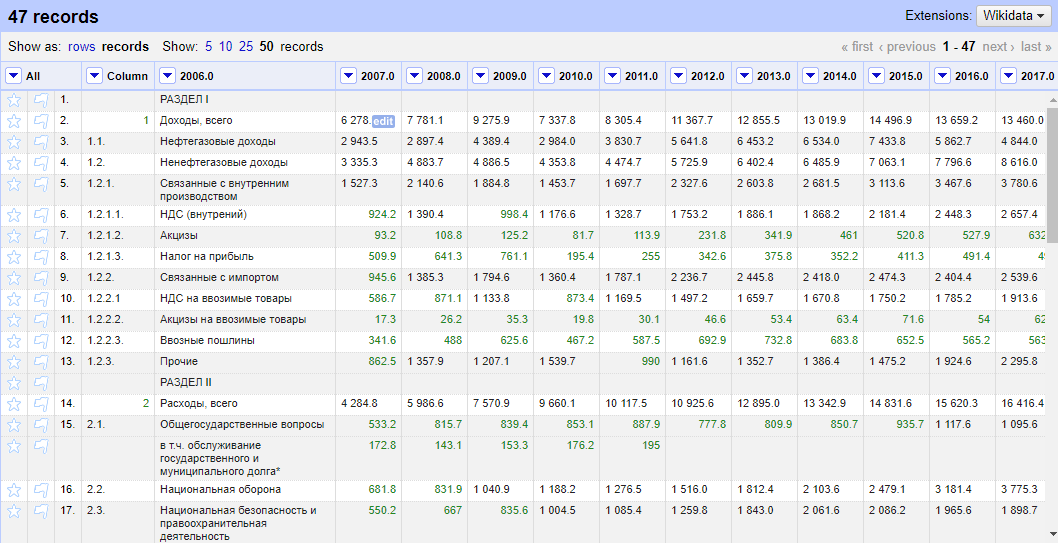 47 records
Extensions: Wikidata
Show as: rows records Show: 5 10 25 50 records « first ‹ previous 1 - 47 next › last »
All Column 2006.0 2007.0 2008.0 2009.0 2010.0 2011.0 2012.0 2013.0 2014.0 2015.0 2016.0 2017.0
1. РАЗДЕЛ I
2. 1 Доходы, всего 6 278. edit 7 781.1 9 275.9 7 337.8 8 305.4 11 367.7 12 855.5 13 019.9 14 496.9 13 659.2 13 460.0
3. 1.1. Нефтегазовые доходы 2 943.5 2 897.4 4 389.4 2 984.0 3 830.7 5 641.8 6 453.2 6 534.0 7 433.8 5 862.7 4 844.0
4. 1.2. Ненефтегазовые доходы 3 335.3 4 883.7 4 886.5 4 353.8 4 474.7 5 725.9 6 402.4 6 485.9 7 063.1 7 796.6 8 616.0
5. 1.2.1. Связанные с внутренним 1 527.3 2 140.6 1 884.8 1 453.7 1 697.7 2 327.6 2 603.8 2 681.5 3 113.6 3 467.6 3 780.6
производством
6. 1.2.1.1. НДС (внутрений) 924.2 1 390.4 998.4 1 176.6 1 328.7 1 753.2 1 886.1 1 868.2 2 181.4 2 448.3 2 657.4
7. 1.2.1.2. Акцизы 93.2 108.8 125.2 81.7 113.9 231.8 341.9 461 520.8 527.9 632
8. 1.2.1.3. Налог на прибыль 509.9 641.3 761.1 195.4 255 342.6 375.8 352.2 411.3 491.4
9. 1.2.2. Связанные с импортом 945.6 1 385.3 1 794.6 1 360.4 1 787.1 2 236.7 2 445.8 2 418.0 2 474.3 2 404.4 2 539.6
10. 1.2.2.1 НДС на ввозимые товары 586.7 871.1 1 133.8 873.4 1 169.5 1 497.2 1 659.7 1 670.8 1 750.2 1 785.2 1 913.6
11. 1.2.2.2. Акцизы на ввозимые товары 17.3 26.2 35.3 19.8 30.1 46.6 53.4 63.4 71.6 54 62
12. 1.2.2.3. Ввозные пошлины 341.6 488 625.6 467.2 587.5 692.9 732.8 683.8 652.5 565.2 563
13. 1.2.3. Прочие 862.5 1 357.9 1 207.1 1 539.7 990 1 161.6 1 352.7 1 386.4 1 475.2 1 924.6 2 295.8
РАЗДЕЛ II
14. 2 Расходы, всего 4 284.8 5 986.6 7 570.9 9 660.1 10 117.5 10 925.6 12 895.0 13 342.9 14 831.6 15 620.3 16 416.4
15. 2.1. Общегосударственные вопросы 533.2 815.7 839.4 853.1 887.9 777.8 809.9 850.7 935.7 1 117.6 1 095.6
в т.ч. обслуживание 172.8 143.1 153.3 176.2 195
государственного и
муниципального долга*
16. 2.2. Национальная оборона 681.8 831.9 1 040.9 1 188.2 1 276.5 1 516.0 1 812.4 2 103.6 2 479.1 3 181.4 3 775.3
17. 2.3. Национальная безопасность и 550.2 667 835.6 1 004.5 1 085.4 1 259.8 1 843.0 2 061.6 2 086.2 1 965.6 1 898.7
правоохранительная
деятельность